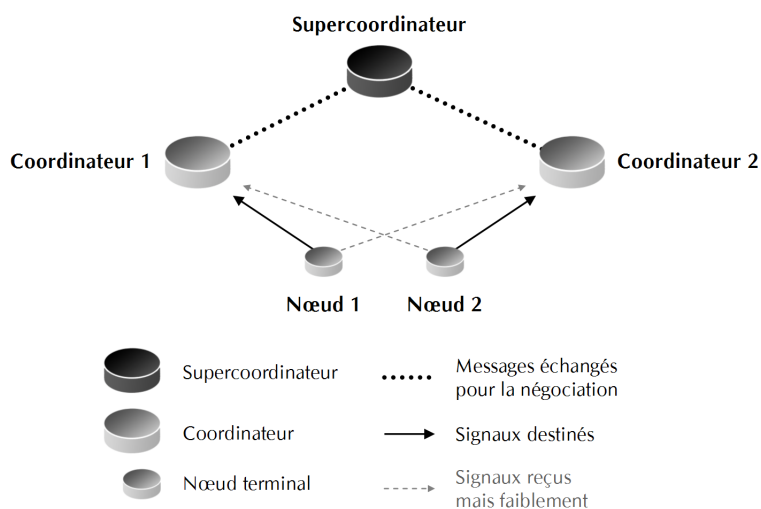 Supercoordinateur
Coordinateur 1
Coordinateur 2
Nœud 1
Nœud 2
Supercoordinateur
Messages échangés
pour la négociation
Coordinateur
Signaux destinés
Nœud terminal
Signaux reçus
mais faiblement